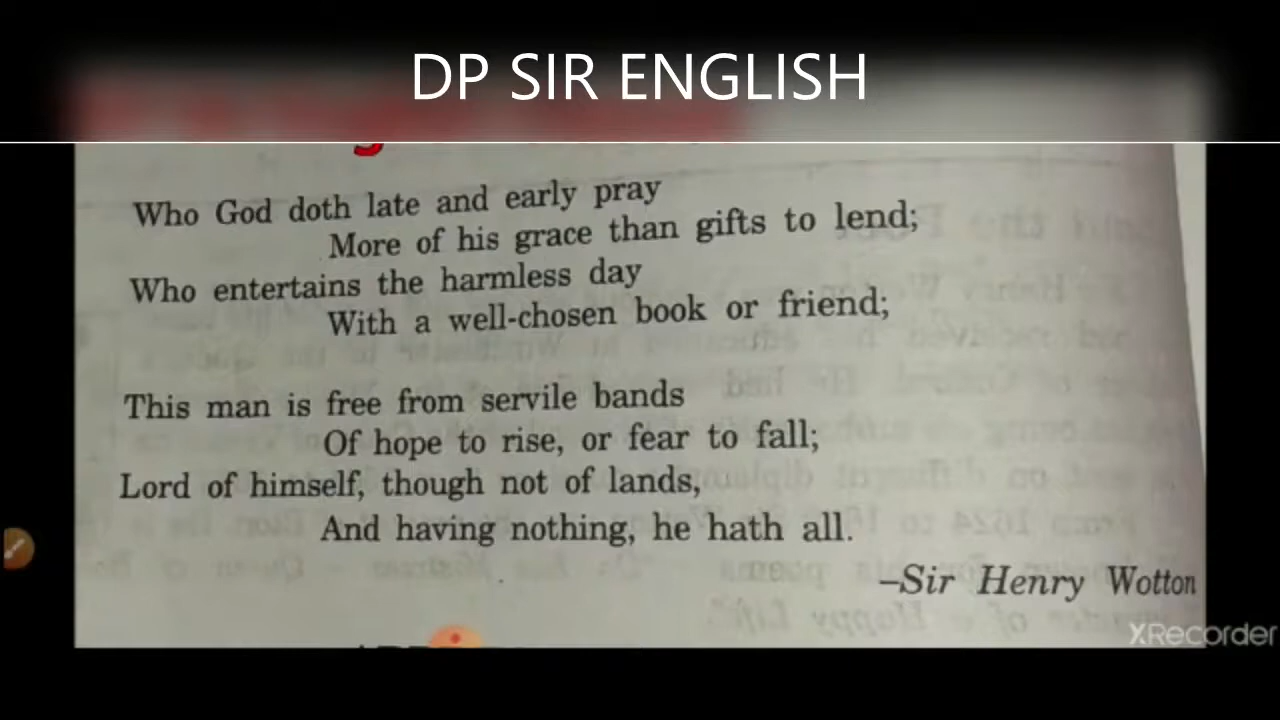 DP SIR ENGLISH
Who God doth late and early pray
More of his grace than gifts to lend;
Who entertains the harmless day
With a well-chosen book or friend;
This man is free from servile bands
Of hope to rise, or fear to fall;
Lord of himself, though not of lands,
And having nothing, he hath all.
–Sir Henry Wotton
XRecorder